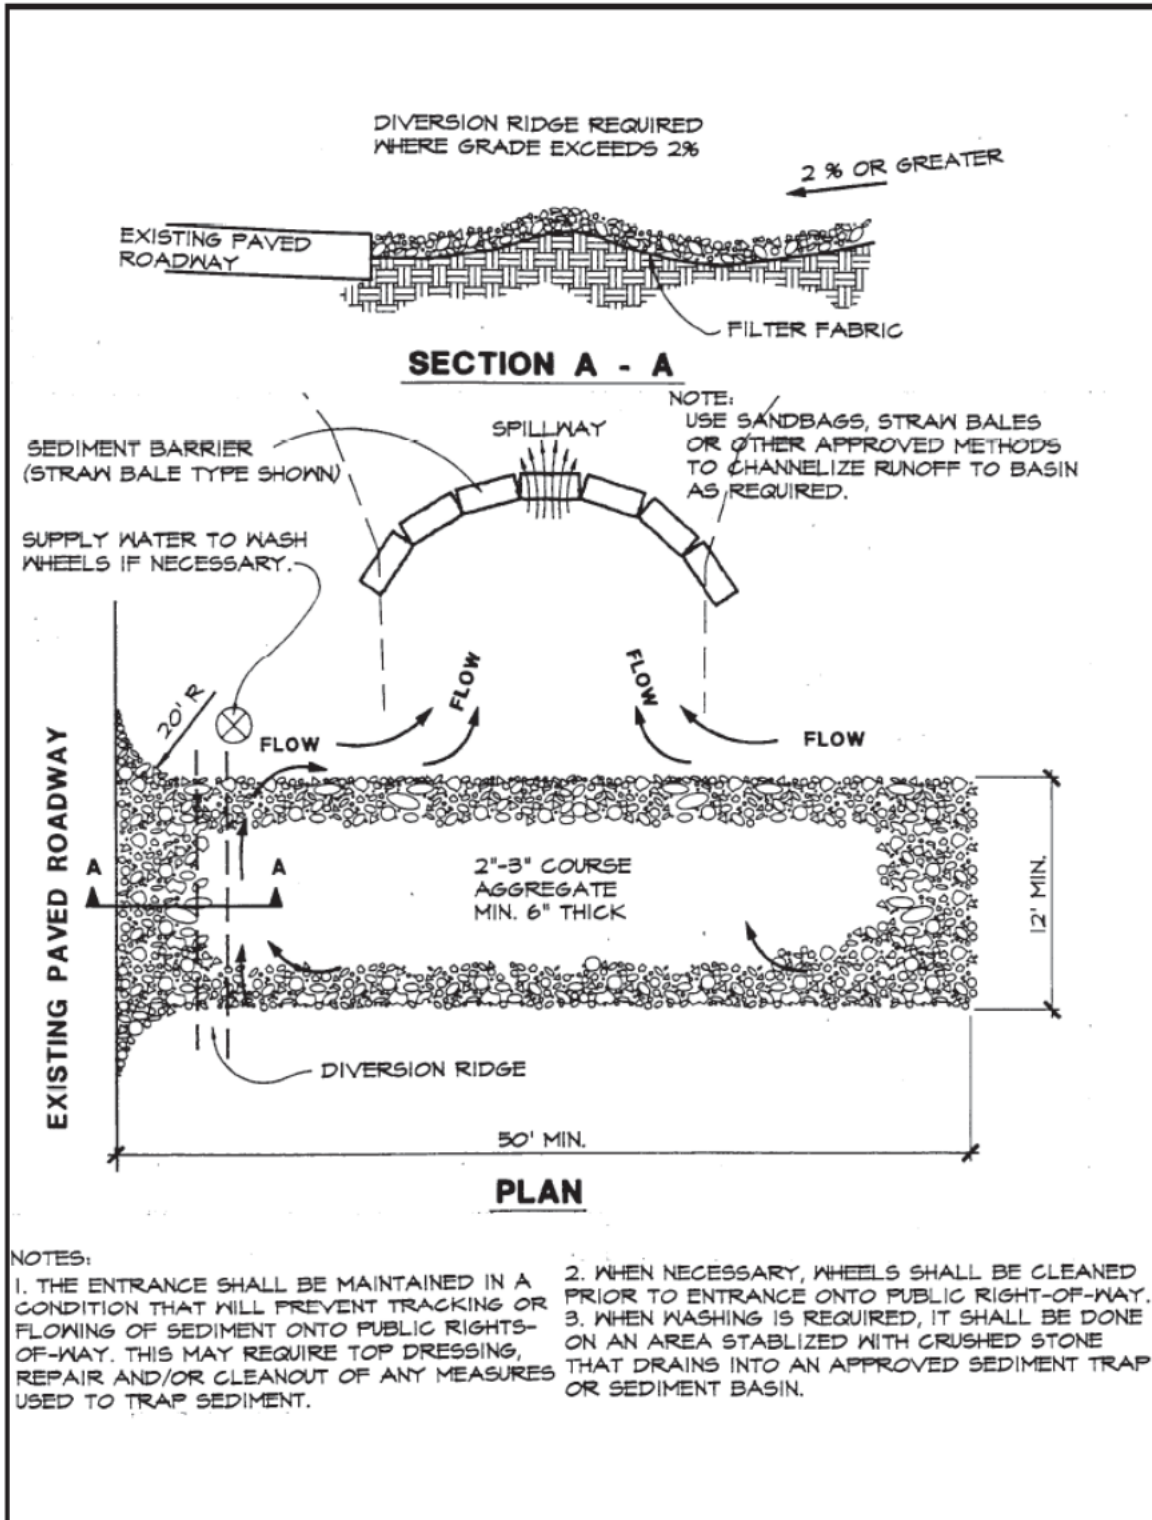 DIVERSION RIDGE REQUIRED
WHERE GRADE EXCEEDS 2%
2 % OR GREATER
EXISTING PAVED
ROADWAY
FILTER FABRIC
SECTION A - A
NOTE:
USE SANDBAGS, STRAW BALES
OR OTHER APPROVED METHODS
TO CHANNELIZE RUNOFF TO BASIN
AS REQUIRED.
SPILLWAY
SEDIMENT BARRIER
(STRAW BALE TYPE SHOWN)
SUPPLY WATER TO WASH
WHEELS IF NECESSARY.
FLOW
FLOW
20' R
FLOW
FLOW
EXISTING PAVED ROADWAY
A
A
2"-3" COURSE
AGGREGATE
MIN. 6" THICK
12' MIN.
DIVERSION RIDGE
50' MIN.
PLAN
NOTES:
1. THE ENTRANCE SHALL BE MAINTAINED IN A
CONDITION THAT WILL PREVENT TRACKING OR
FLOWING OF SEDIMENT ONTO PUBLIC RIGHTS-
OF-WAY. THIS MAY REQUIRE TOP DRESSING,
REPAIR AND/OR CLEANOUT OF ANY MEASURES
USED TO TRAP SEDIMENT.
2. WHEN NECESSARY, WHEELS SHALL BE CLEANED
PRIOR TO ENTRANCE ONTO PUBLIC RIGHT-OF-WAY.
3. WHEN WASHING IS REQUIRED, IT SHALL BE DONE
ON AN AREA STABLIZED WITH CRUSHED STONE
THAT DRAINS INTO AN APPROVED SEDIMENT TRAP
OR SEDIMENT BASIN.